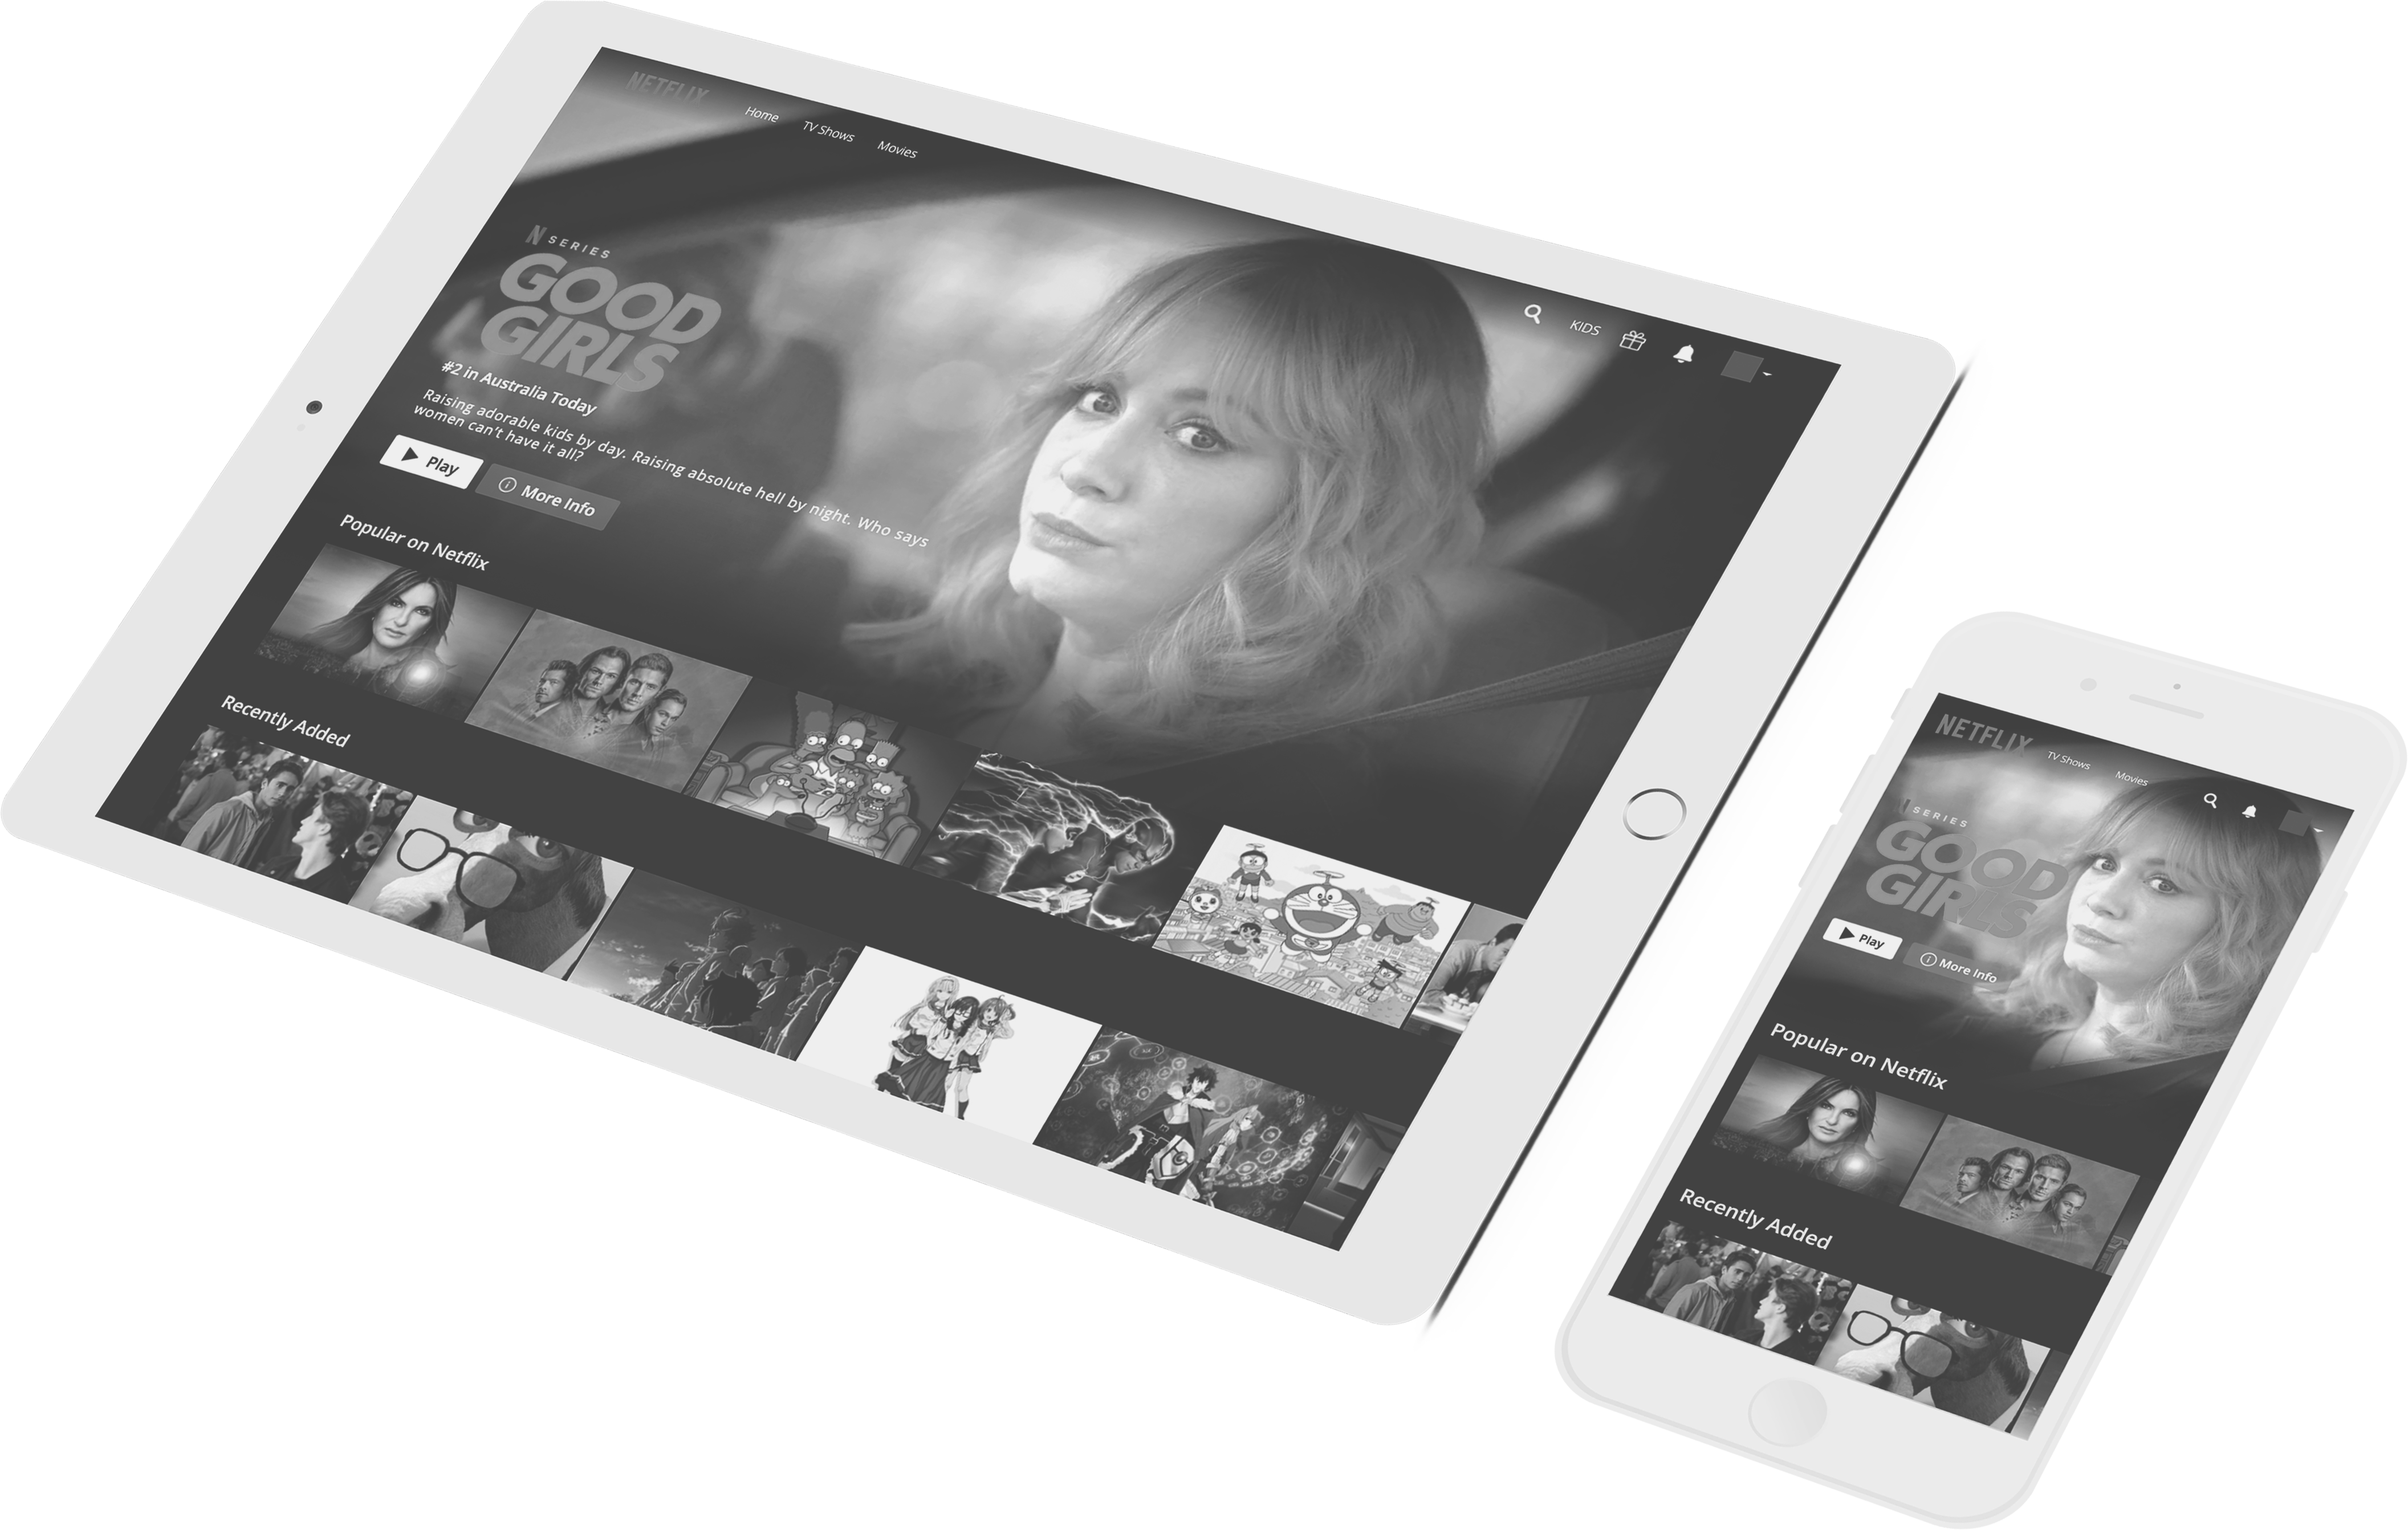 NETFLIX
Home
TV Shows
Movies
KIDS
N SERIES
GOOD
GIRLS
#2 in Australia Today
Raising adorable kids by day. Raising absolute hell by night. Who says
women can't have it all?
Play
More Info
Popular on Netflix
Recently Added
NETFLIX
TV Shows
Movies
N SERIES
GOOD
GIRLS
Play
More Info
Popular on Netflix
Recently Added